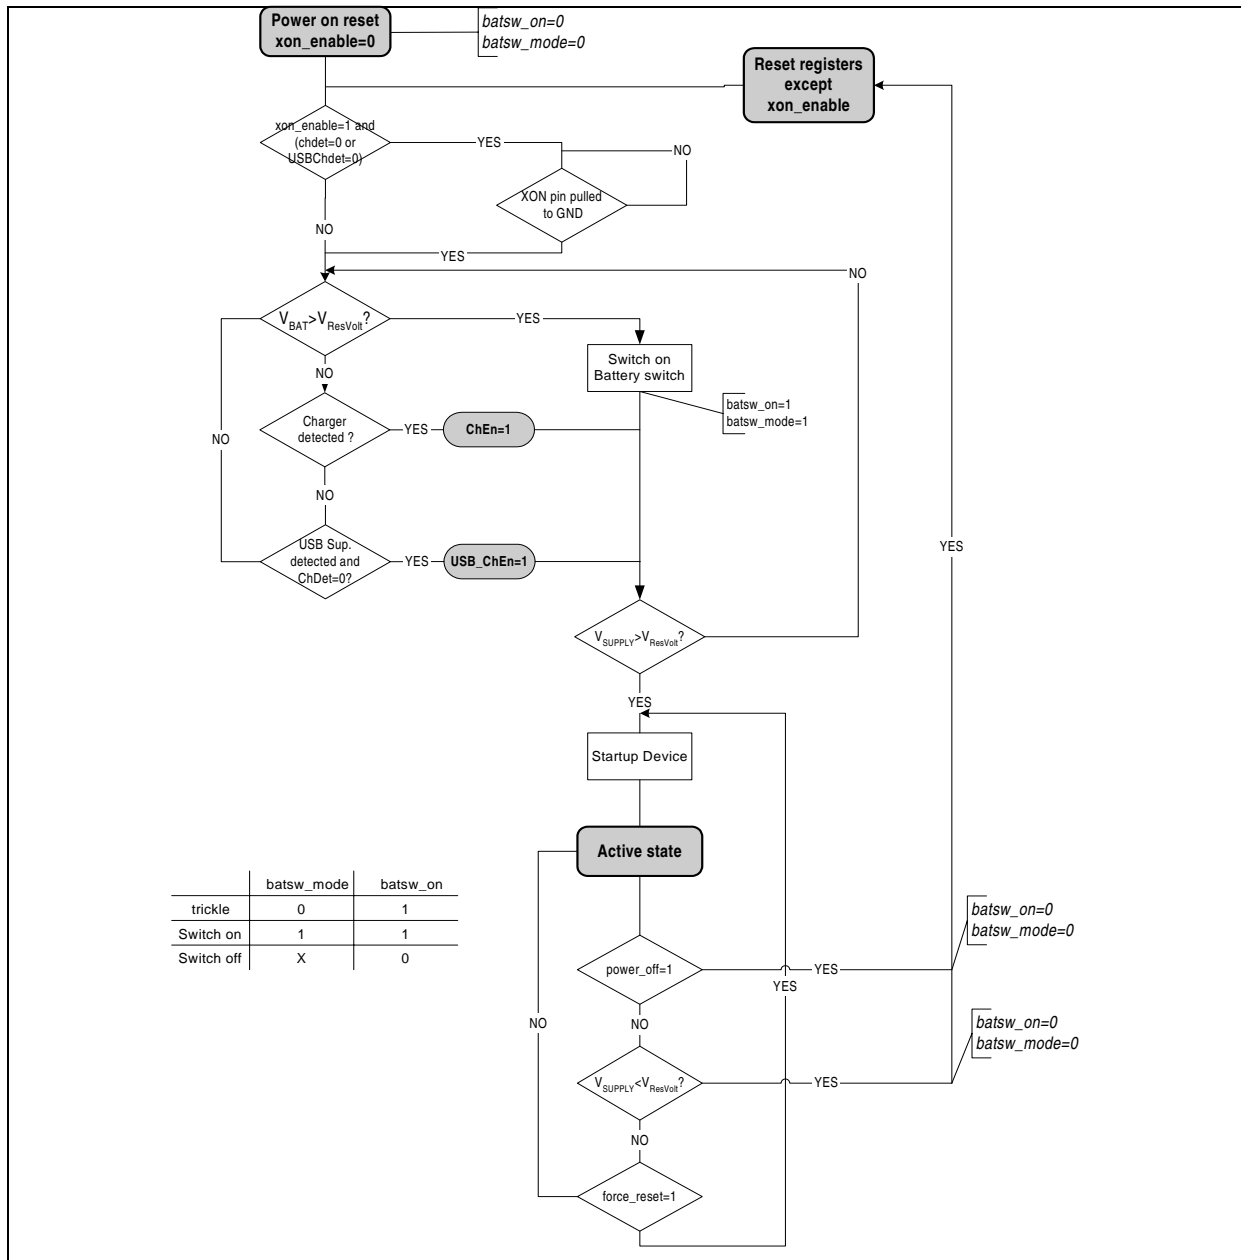 Power on reset
xon_enable=0
batsw_on=0
batsw_mode=0
Reset registers
except
xon_enable
xon_enable=1 and
(chdet=0 or
USBChdet=0)
YES
NO
XON pin pulled
to GND
NO
YES
NO
VBAT>VResVolt?
YES
Switch on
Battery switch
NO
batsw_on=1
batsw_mode=1
Charger
detected ?
YES
ChEn=1
NO
NO
USB Sup.
detected and
ChDet=0?
YES
USB_ChEn=1
YES
VSUPPLY>VResVolt?
YES
Startup Device
Active state
batsw_mode batsw_on
trickle 0 1
Switch on 1 1
Switch off X 0
batsw_on=0
batsw_mode=0
power_off=1
YES
YES
NO
NO
batsw_on=0
batsw_mode=0
VSUPPLY<VResVolt?
YES
NO
force_reset=1